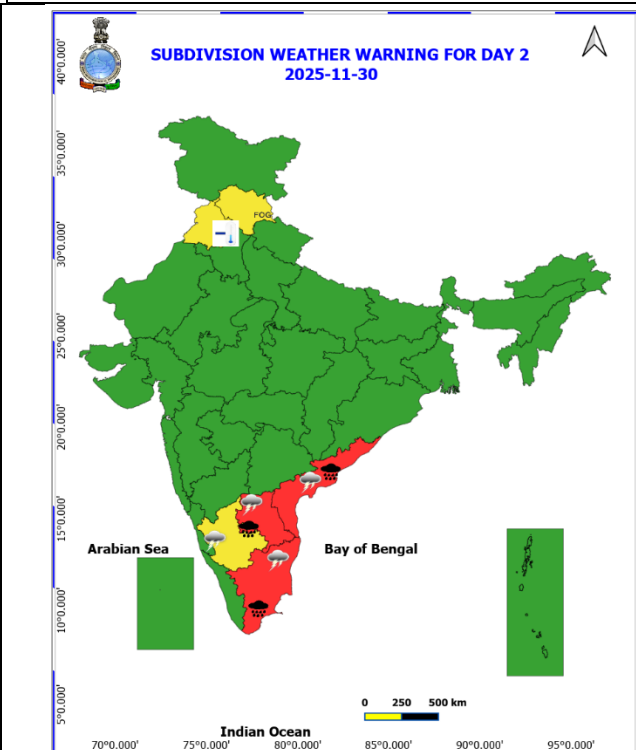 SUBDIVISION WEATHER WARNING FOR DAY 2
2025-11-30
40°0.000'
35°0.000'
30°0.000'
25°0.000'
20°0.000'
15°0.000'
10°0.000'
5°0.000'
FOG
Arabian Sea
Bay of Bengal
0 250 500 km
Indian Ocean
70°0.000' 75°0.000' 80°0.000' 85°0.000' 90°0.000' 95°0.000'